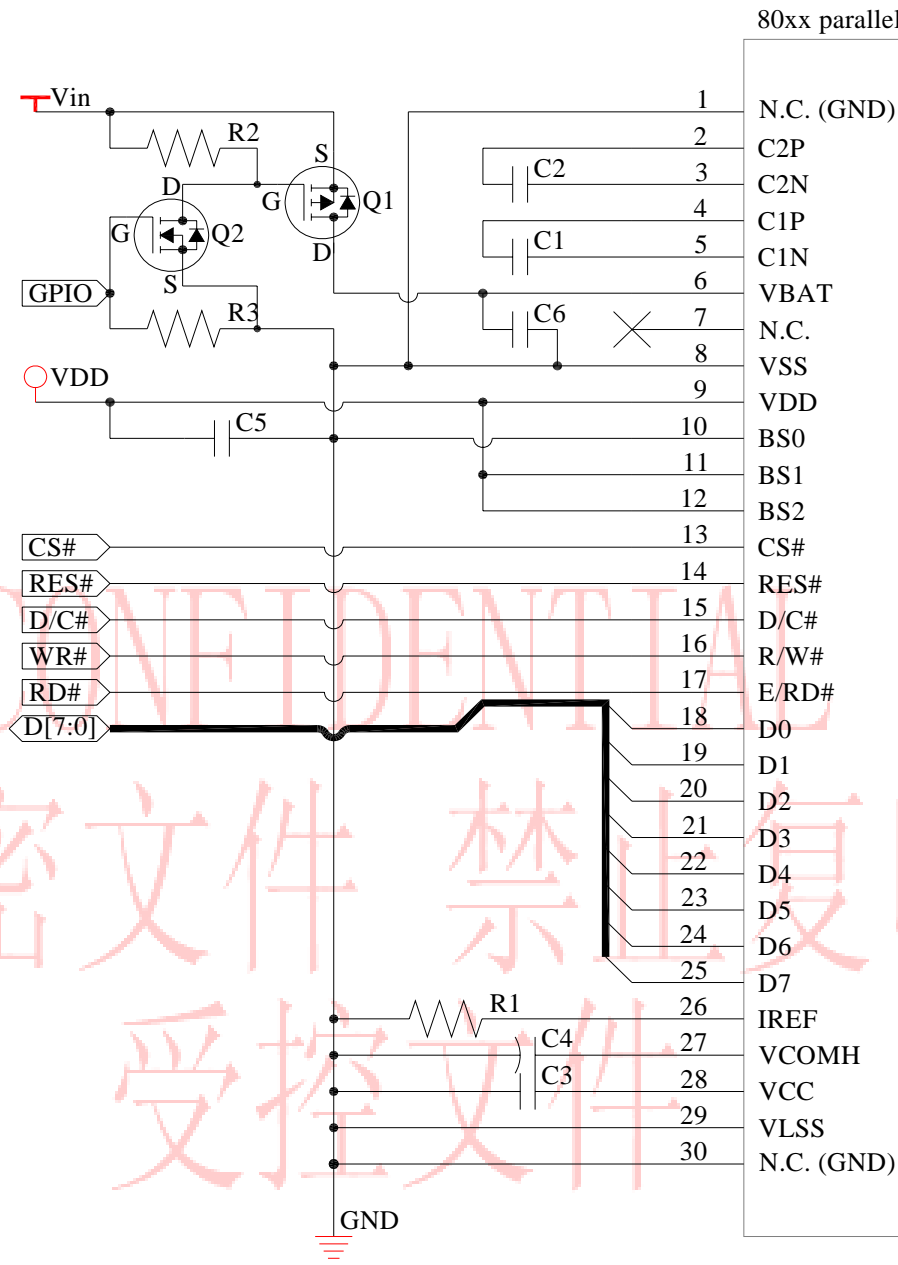 80xx parallel
Vin
R2
S
D
G
Q1
G
Q2
D
S
GPIO
R3
VDD
C5
C2
C1
C6
1 N.C. (GND)
2 C2P
3 C2N
4 C1P
5 C1N
6 VBAT
7 N.C.
8 VSS
9 VDD
10 BS0
11 BS1
12 BS2
CS# 13 CS#
RES# 14 RES#
D/C# 15 D/C#
WR# 16 R/W#
RD# 17 E/RD#
D[7:0] 18 D0
19 D1
20 D2
21 D3
22 D4
23 D5
24 D6
25 D7
R1 26 IREF
C4 27 VCOMH
C3 28 VCC
29 VLSS
30 N.C. (GND)
GND
CONFIDENTIAL
密文件 禁止复
受控文件